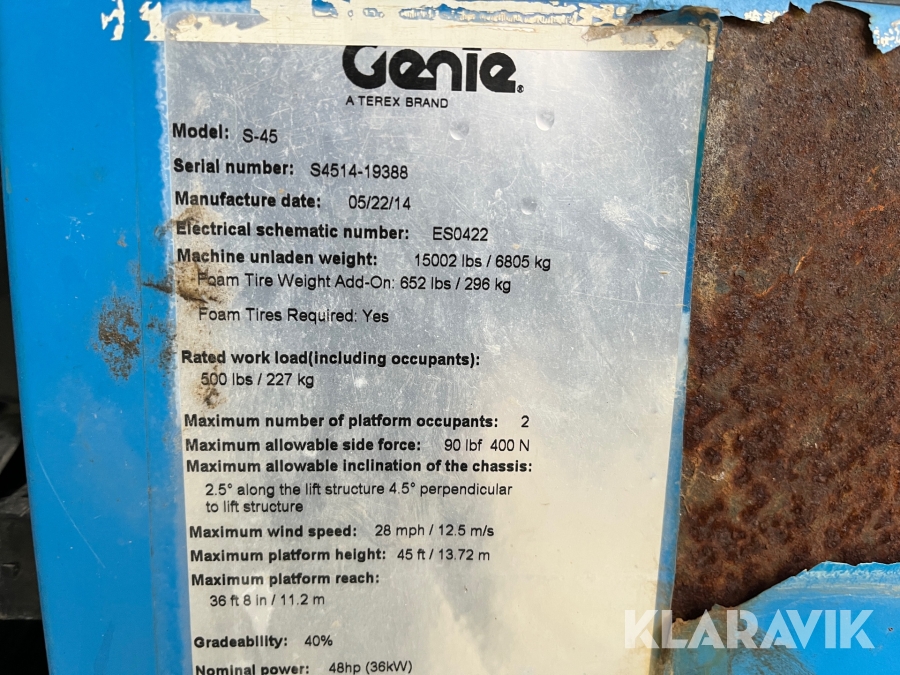 Genie®
A TEREX BRAND
Model: S-45
Serial number: S4514-19388
Manufacture date: 05/22/14
Electrical schematic number: ES0422
Machine unladen weight: 15002 lbs / 6805 kg
Foam Tire Weight Add-On: 652 lbs / 296 kg
Foam Tires Required: Yes
Rated work load(including occupants):
500 lbs / 227 kg
Maximum number of platform occupants: 2
Maximum allowable side force: 90 lbf 400 N
Maximum allowable inclination of the chassis:
2.5° along the lift structure 4.5° perpendicular
to lift structure
Maximum wind speed: 28 mph / 12.5 m/s
Maximum platform height: 45 ft / 13.72 m
Maximum platform reach:
36 ft 8 in / 11.2 m
Gradeability: 40%
Nominal power: 48hp (36kW)
KLARAVIK